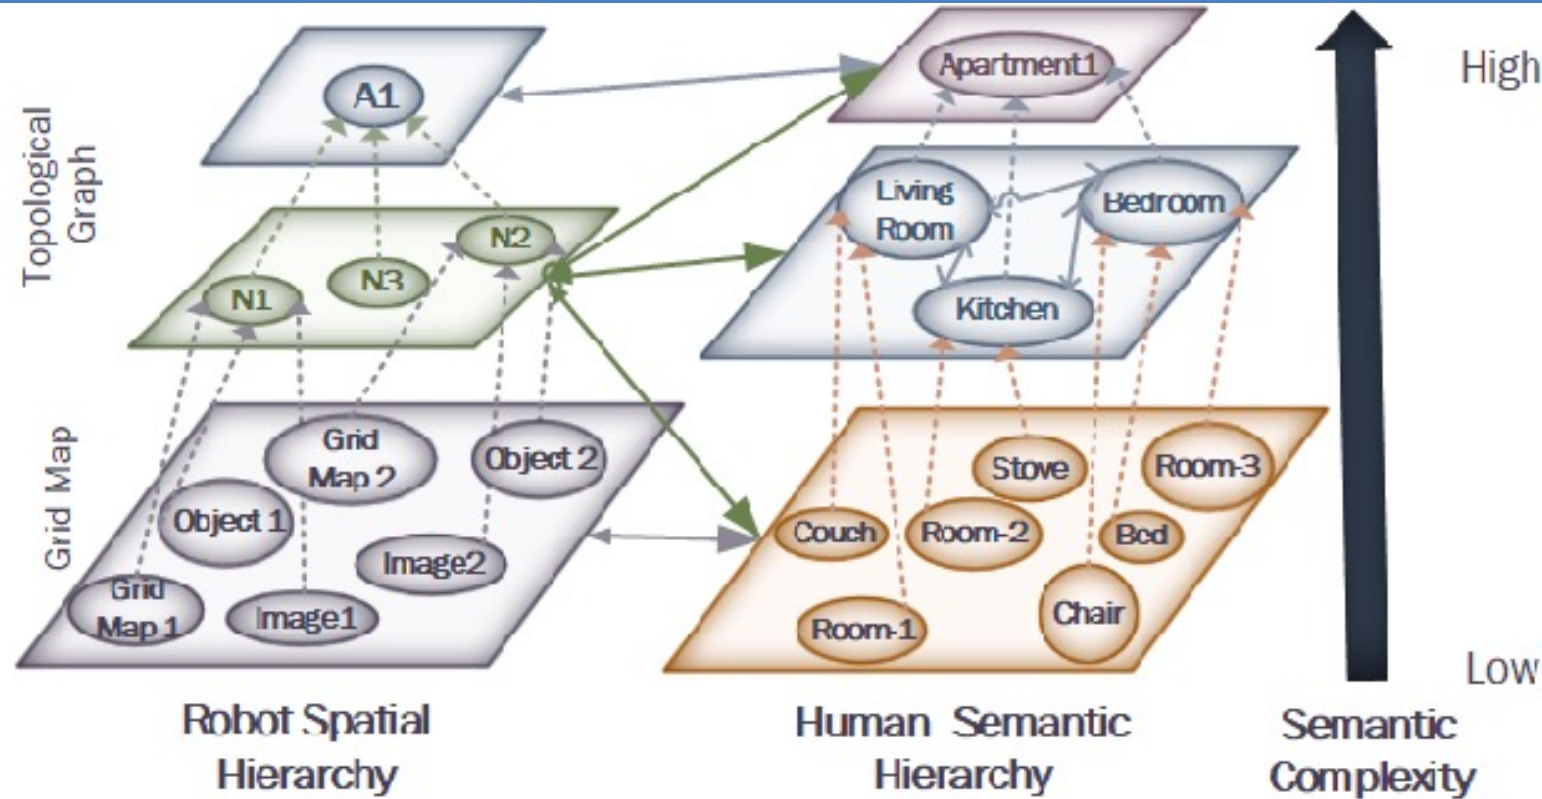 Topological
Graph
A1
Apartment1
High
Living
Room
Bedroom
N2
N3
N1
Kitchen
Grid Map
Grid
Map 2
Object 2
Object 1
Image2
Grid
Map 1
Image1
Stove
Room-3
Couch
Room-2
Bed
Chair
Room-1
Low
Robot Spatial
Hierarchy
Human Semantic
Hierarchy
Semantic
Complexity